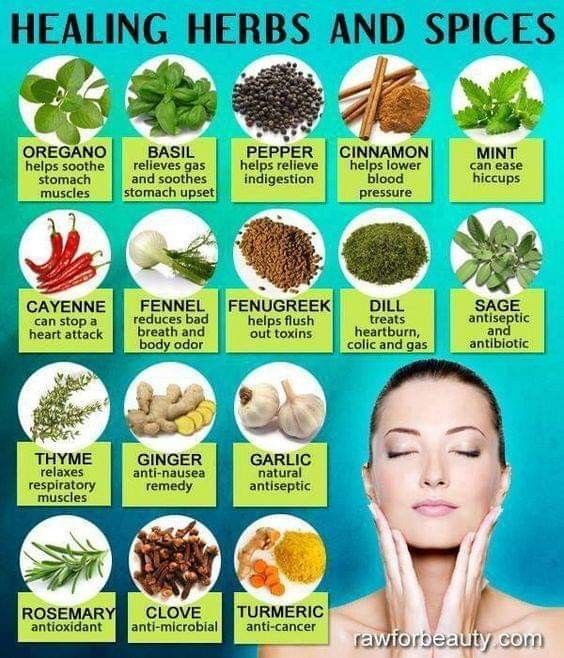 HEALING HERBS AND SPICES
OREGANO
helps soothe
stomach
muscles
BASIL
relieves gas
and soothes
stomach upset
PEPPER
helps relieve
indigestion
CINNAMON
helps lower
blood
pressure
MINT
can ease
hiccups
CAYENNE
can stop a
heart attack
FENNEL
reduces bad
breath and
body odor
FENUGREEK
helps flush
out toxins
DILL
treats
heartburn,
colic and gas
SAGE
antiseptic
and
antibiotic
THYME
relaxes
respiratory
muscles
GINGER
anti-nausea
remedy
GARLIC
natural
antiseptic
ROSEMARY
antioxidant
CLOVE
anti-microbial
TURMERIC
anti-cancer
rawforbeauty.com